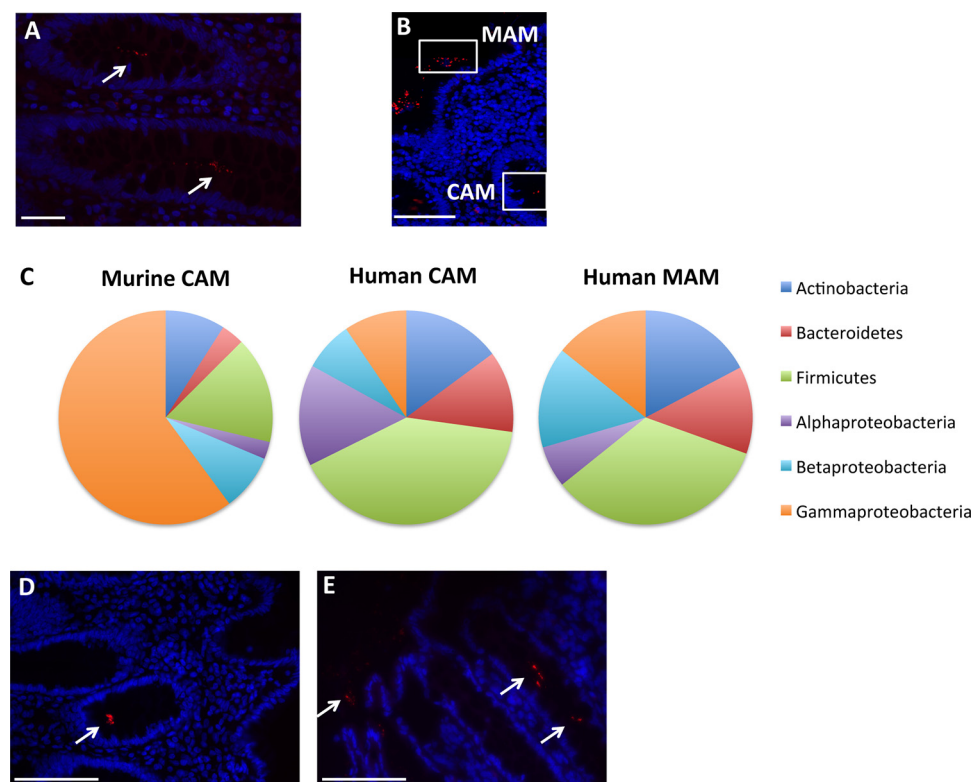 A
B
MAM
CAM
C
Murine CAM
Human CAM
Human MAM
Actinobacteria
Bacteroidetes
Firmicutes
Alphaproteobacteria
Betaproteobacteria
Gammaproteobacteria
D
E